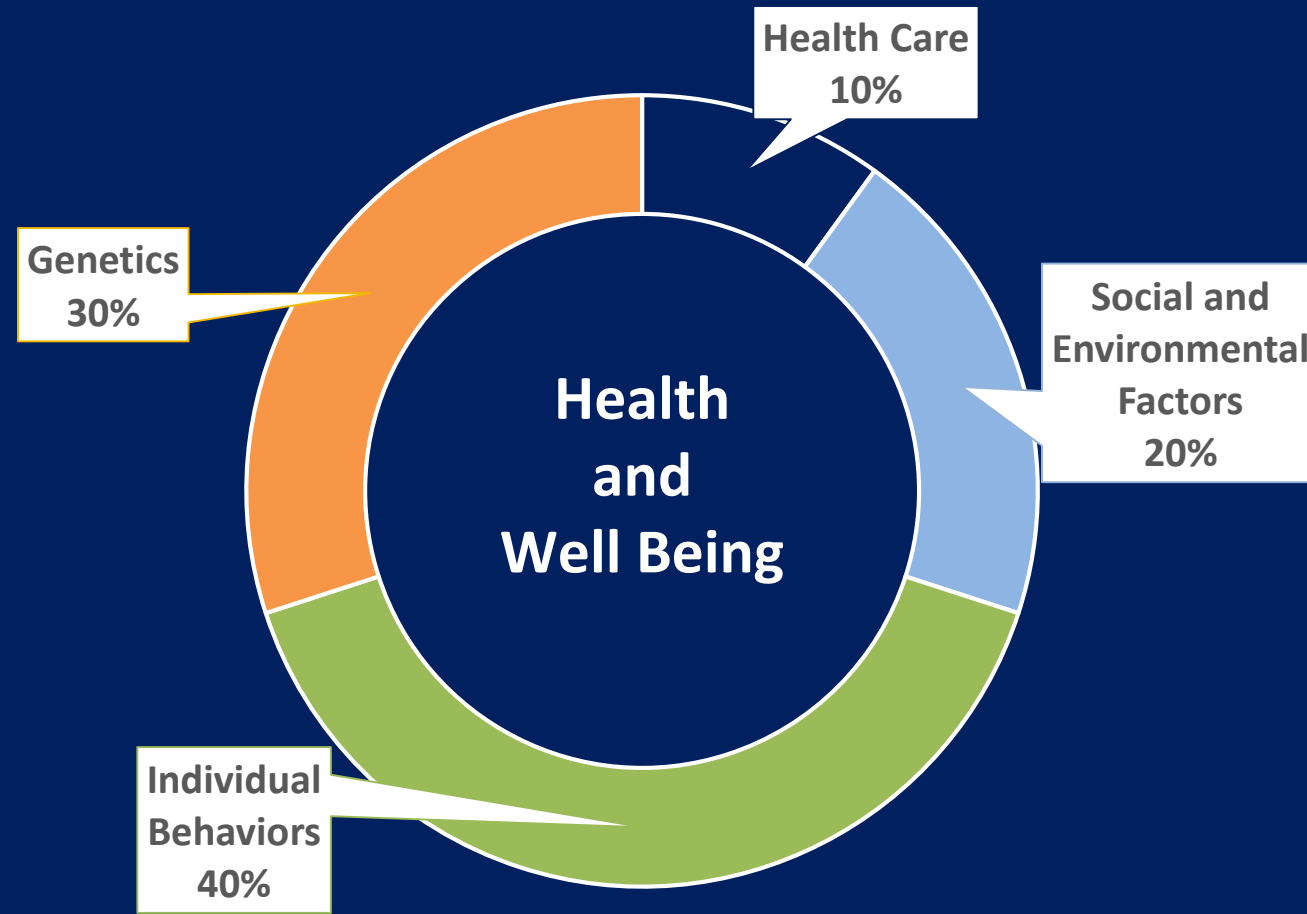 Health Care
10%
Genetics
30%
Social and
Environmental
Factors
20%
Health
and
Well Being
Individual
Behaviors
40%